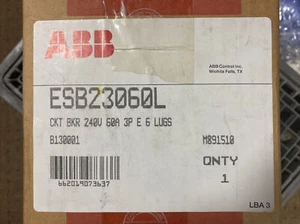 ABB
ABB Control Inc.
Wichita Falls, TX
ESB23060L
CKT BKR 240V 60A 3P E 6 LUGS
B130001 M891510
QNTY
1
662019073637
LBA 3